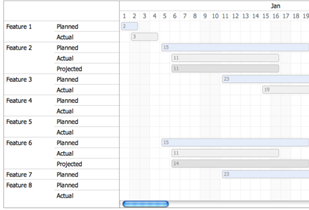 Jan
1 2 3 4 5 6 7 8 9 10 11 12 13 14 15 16 17 18 19
Feature 1 Planned 2
Actual 3
Feature 2 Planned 15
Actual 11
Projected 11
Feature 3 Planned 23
Actual 19
Feature 4 Planned
Actual
Feature 5 Planned
Actual
Feature 6 Planned 15
Actual 11
Projected 14
Feature 7 Planned 23
Feature 8 Planned
Actual